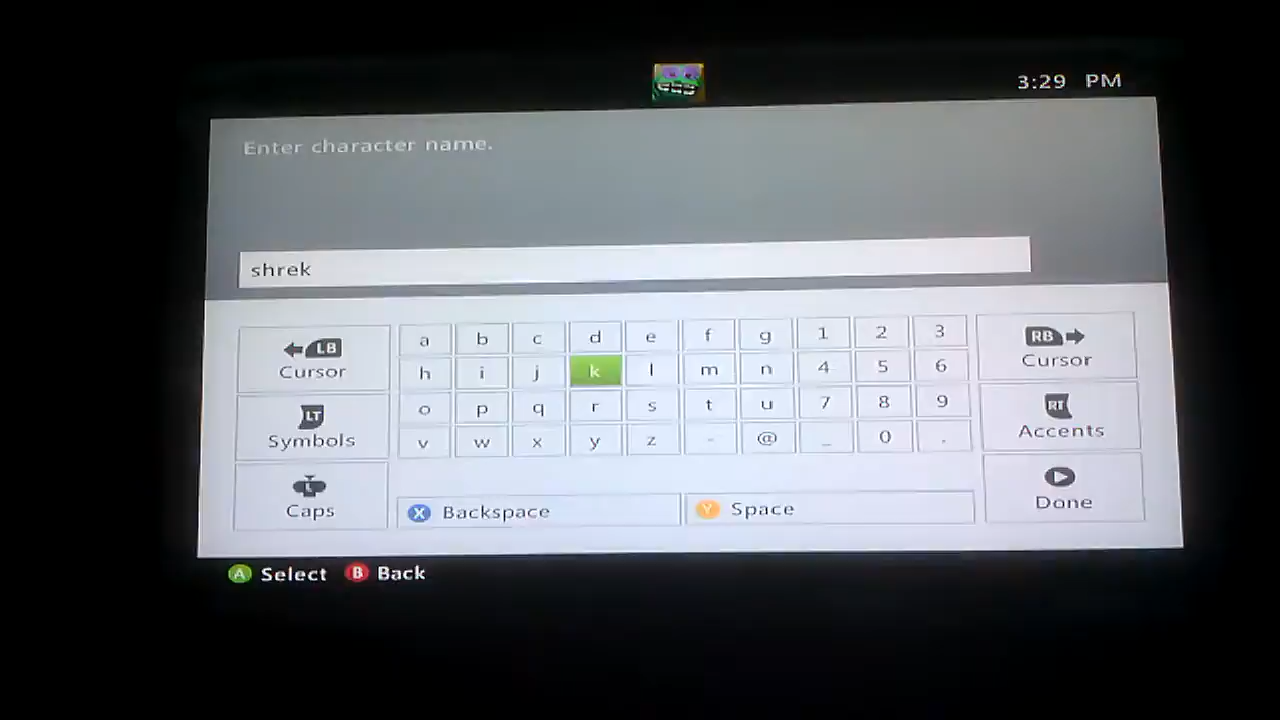 3:29 PM
Enter character name.
shrek
LB
Cursor
a b c d e f g 1 2 3
RB
Cursor
h i j k l m n 4 5 6
LT
Symbols
o p q r s t u 7 8 9
RT
Accents
v w x y z - @ _ 0 .
L
Caps
X Backspace
Y Space
Done
A Select B Back